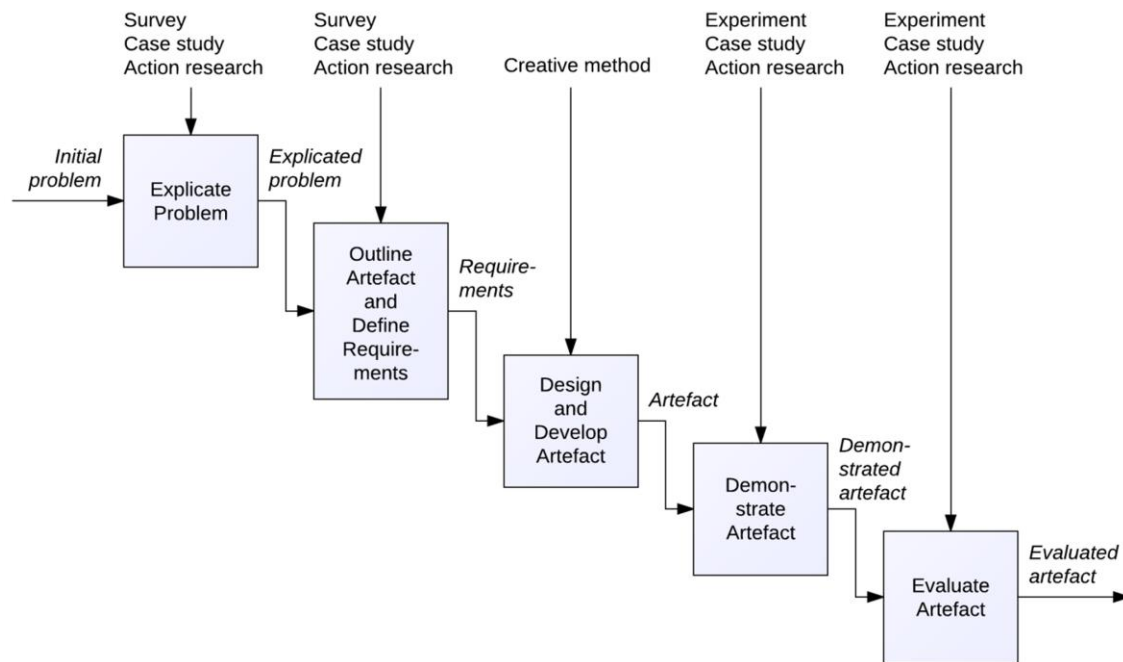 Survey
Case study
Action research
Survey
Case study
Action research
Creative method
Experiment
Case study
Action research
Experiment
Case study
Action research
Initial
problem
Explicate
Problem
Explicated
problem
Outline
Artefact
and
Define
Require-
ments
Require-
ments
Design
and
Develop
Artefact
Artefact
Demon-
strate
Artefact
Demon-
strated
artefact
Evaluate
Artefact
Evaluated
artefact